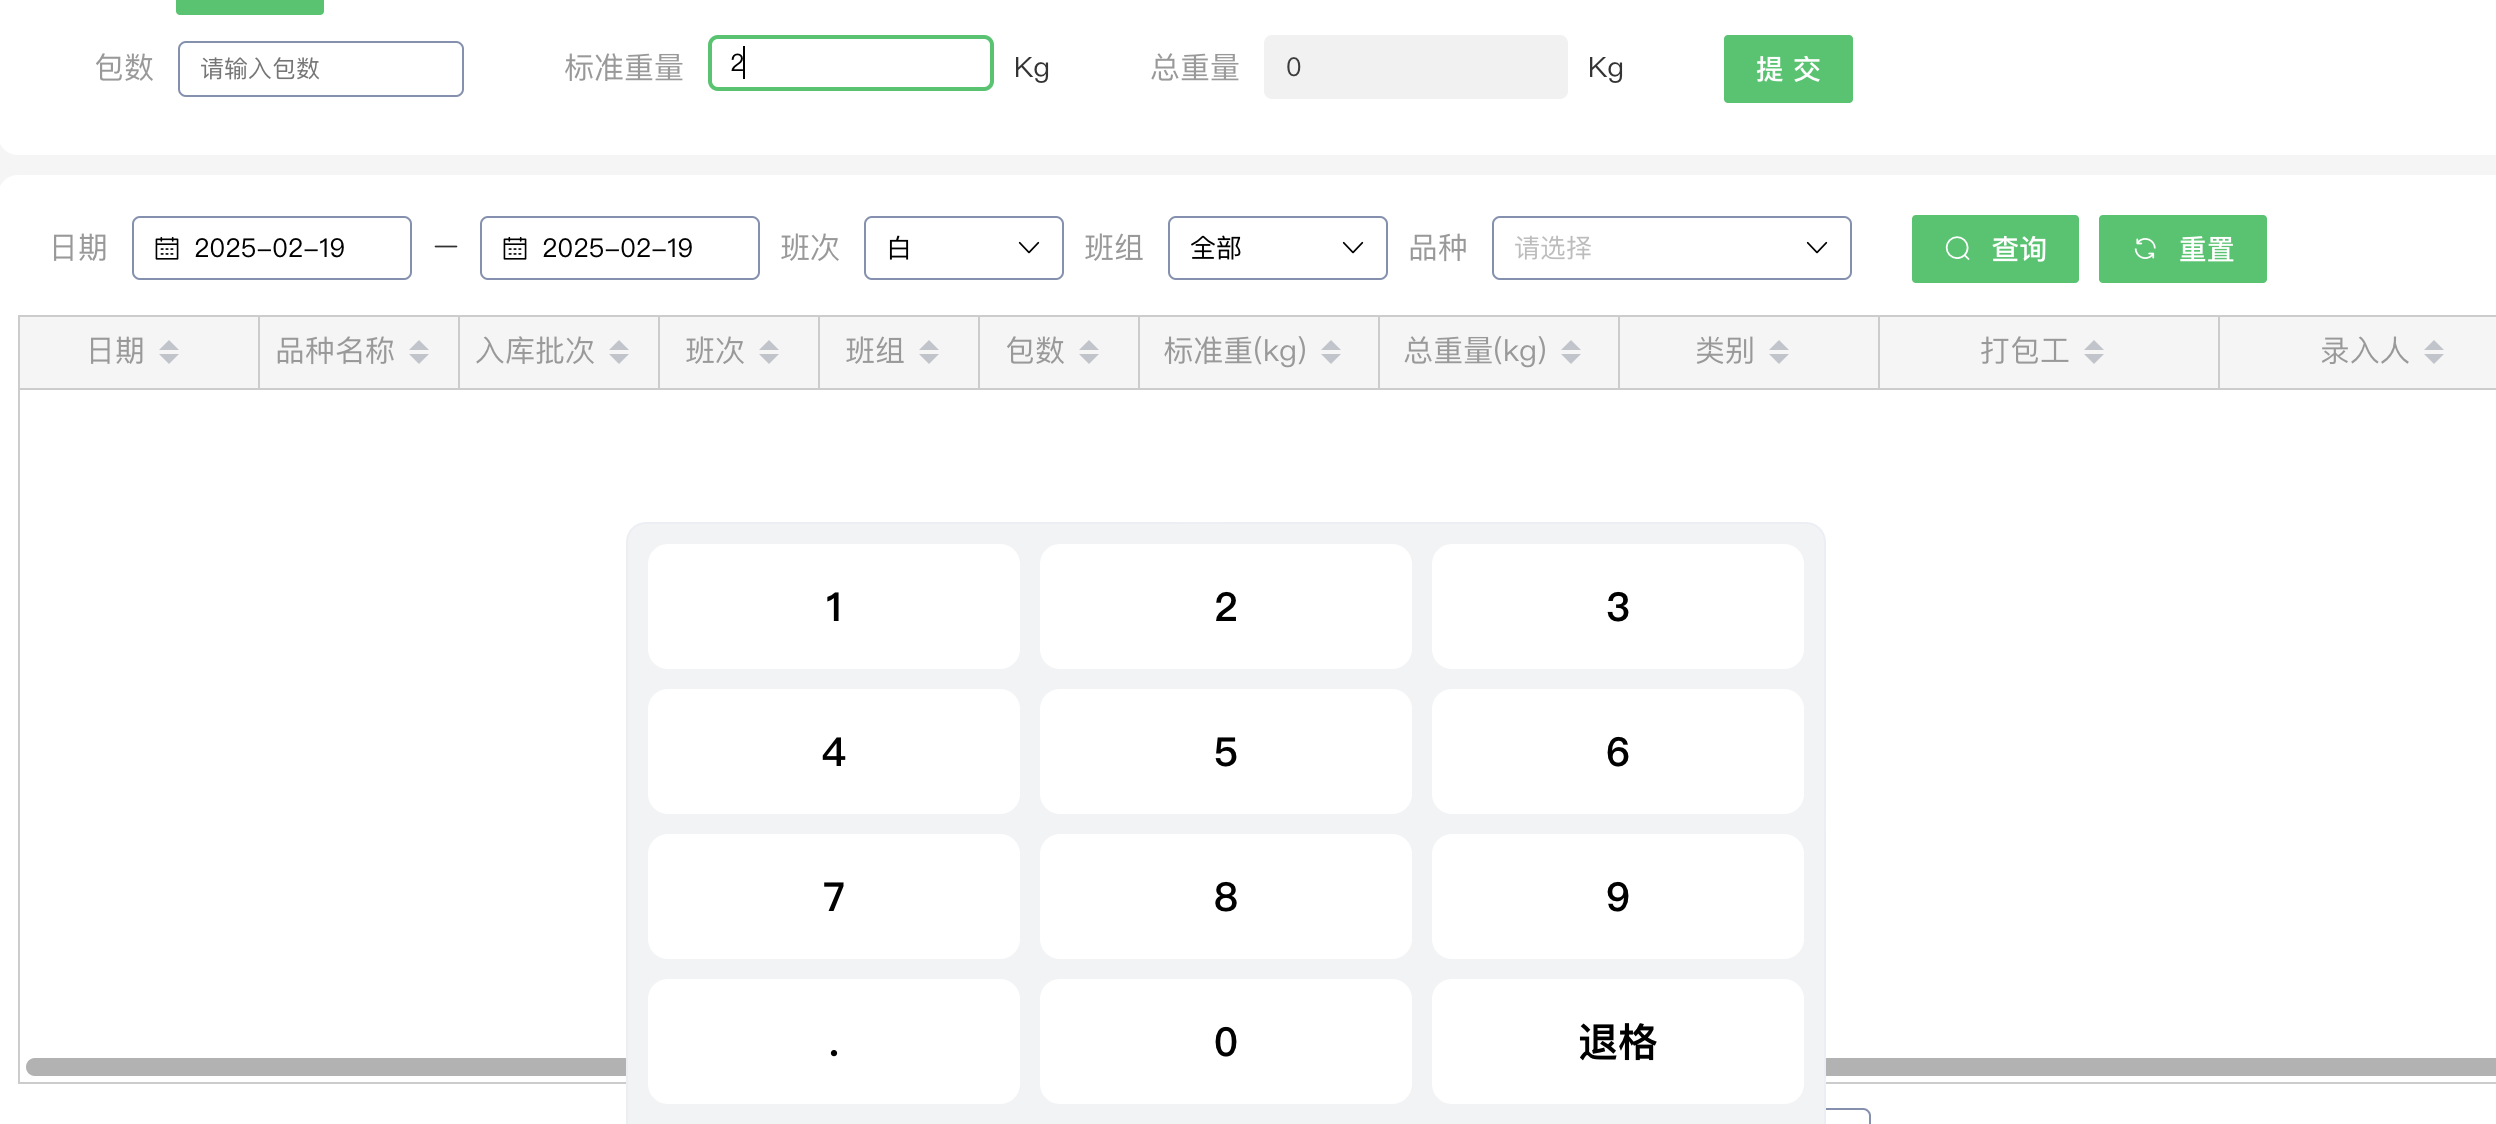 包数 请输入包数 标准重量 2 Kg 总重量 0 Kg 提 交
日期 2025-02-19 — 2025-02-19 班次 白 班组 全部 品种 请选择 查询 重置
日期 品种名称 入库批次 班次 班组 包数 标准重(kg) 总重量(kg) 类别 打包工 录入人
1 2 3
4 5 6
7 8 9
. 0 退格